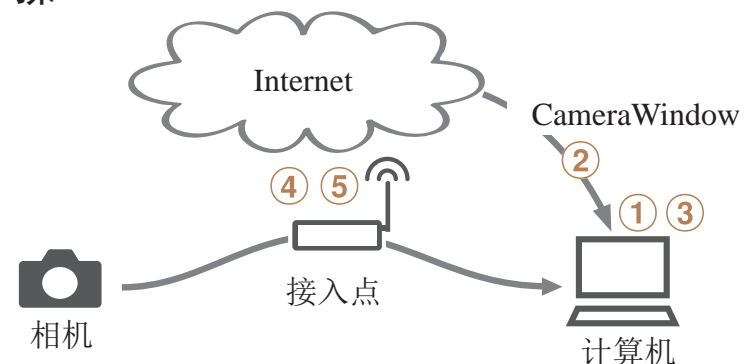 Internet
CameraWindow
②
④ ⑤
① ③
接入点
相机
计算机